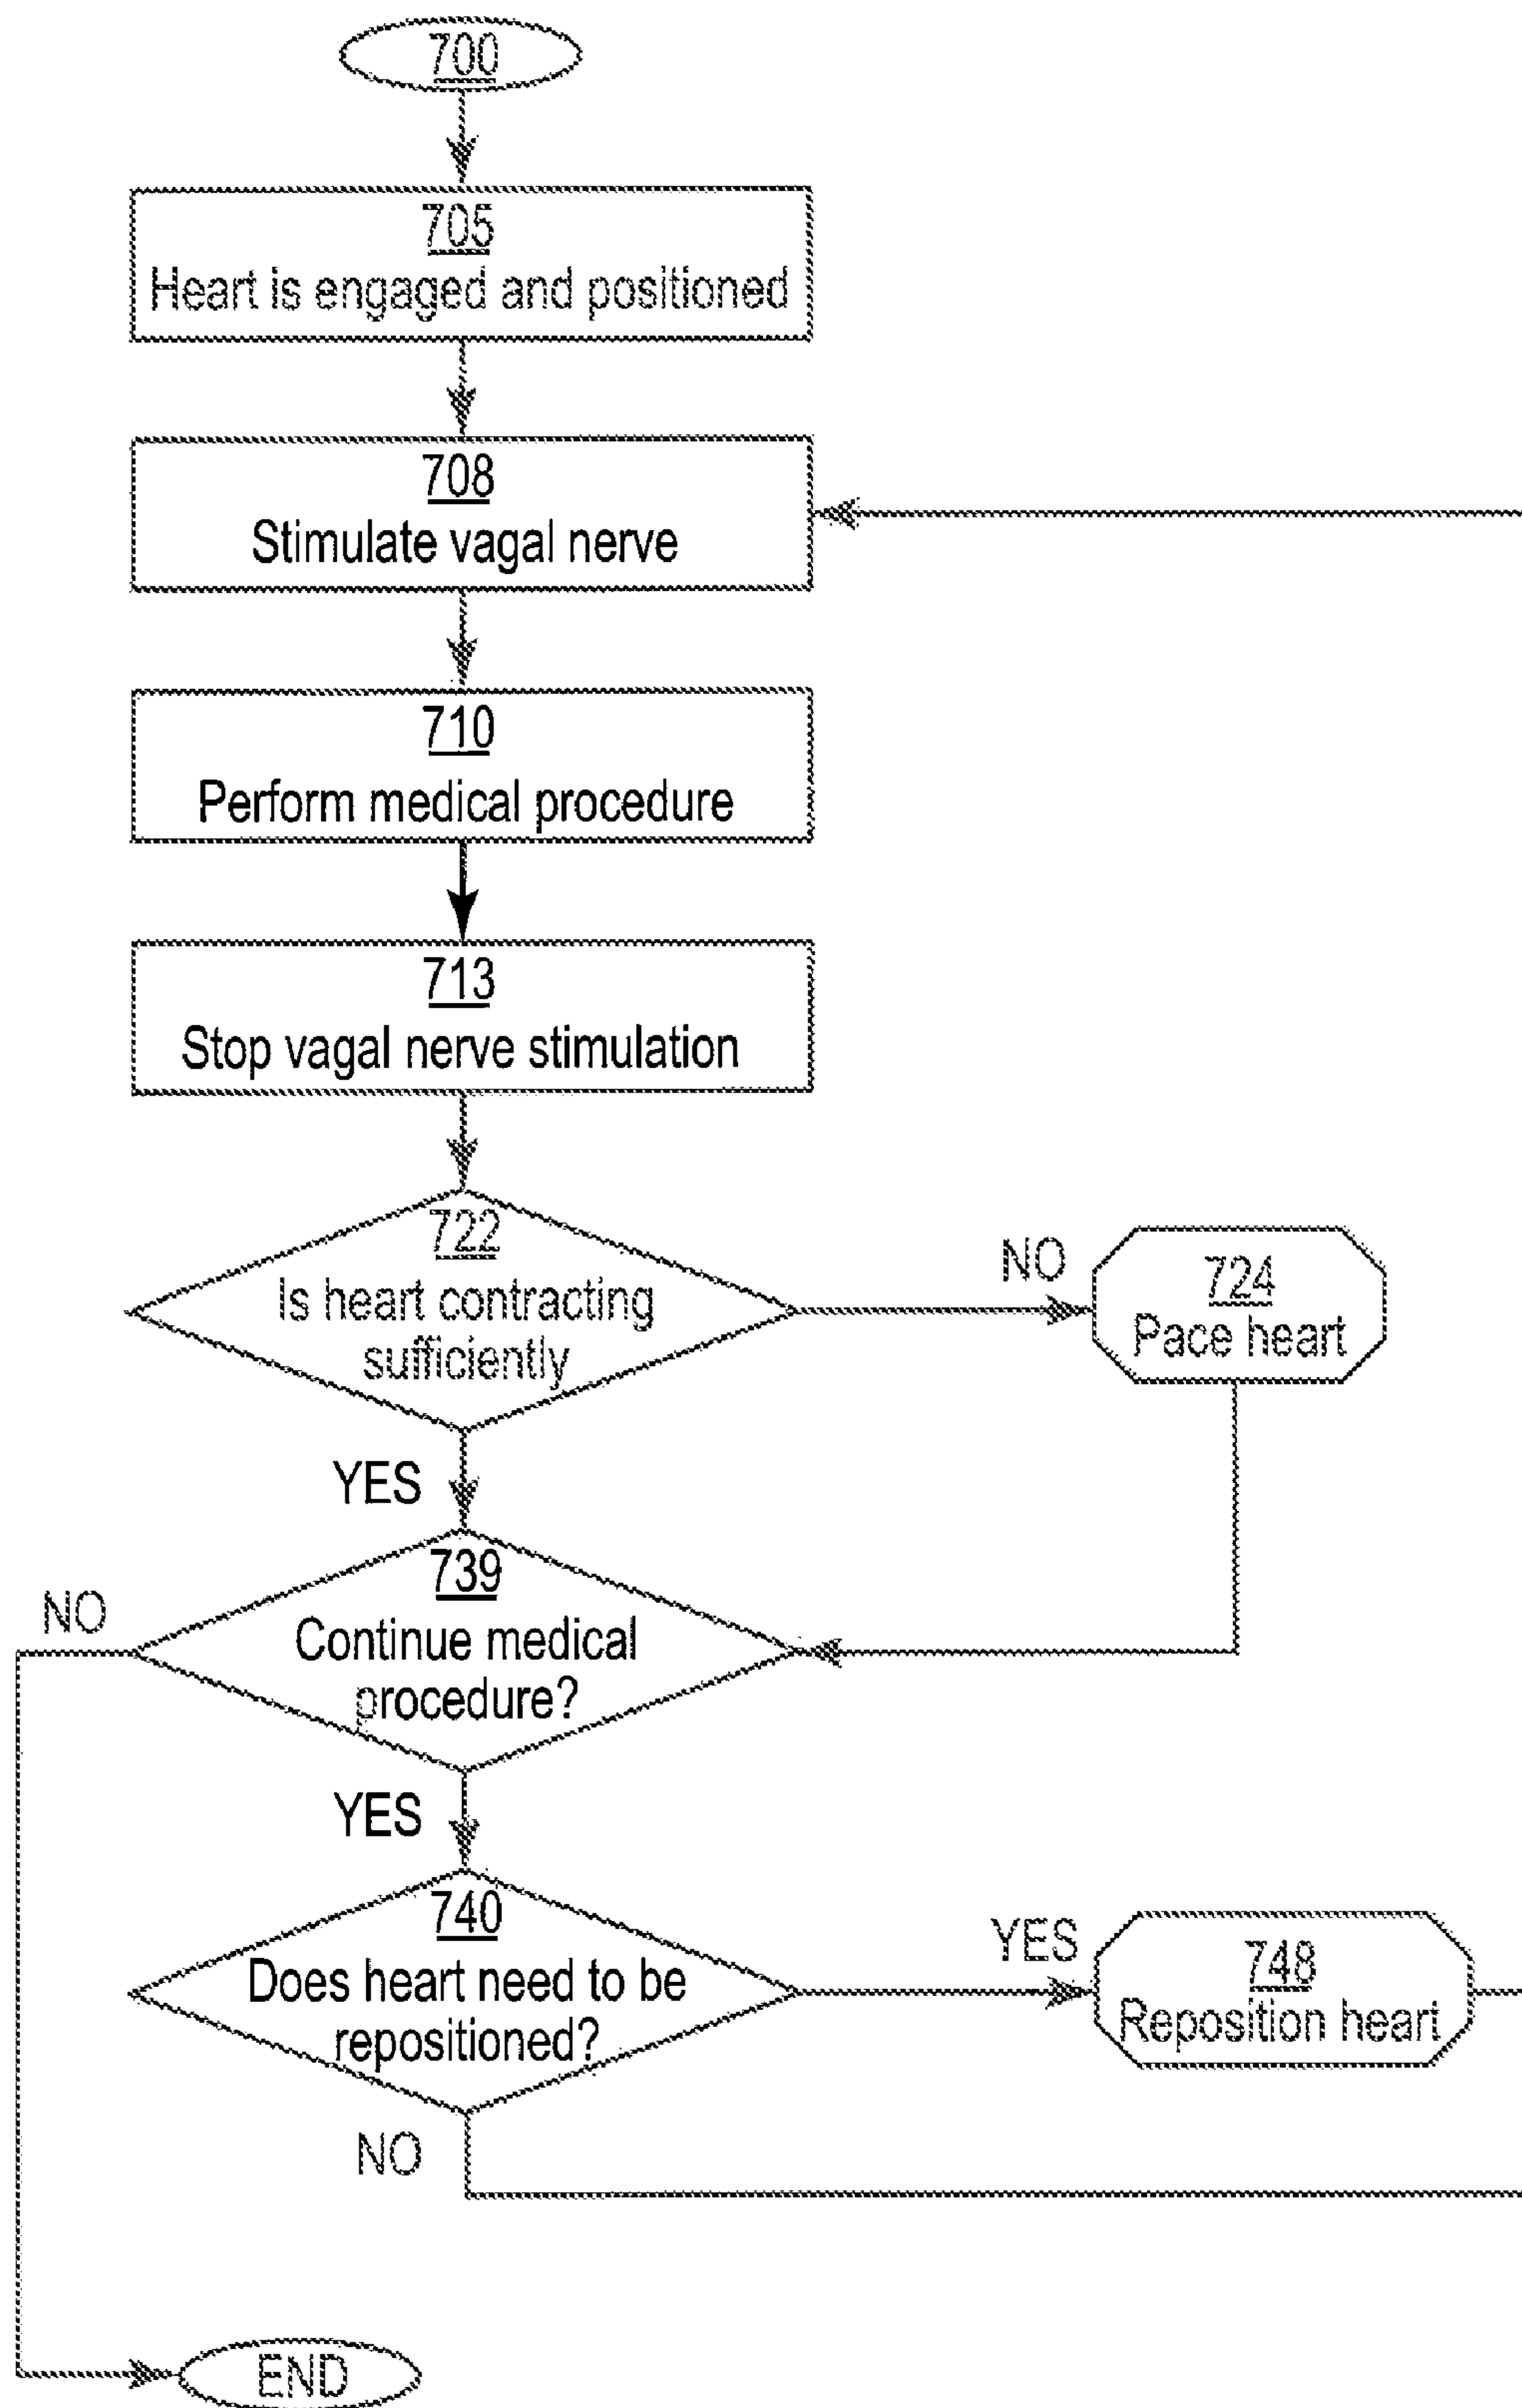 700
705
Heart is engaged and positioned
708
Stimulate vagal nerve
710
Perform medical procedure
713
Stop vagal nerve stimulation
722
Is heart contracting
sufficiently
NO
724
Pace heart
YES
739
Continue medical
procedure?
NO
YES
740
Does heart need to be
repositioned?
YES
748
Reposition heart
NO
END